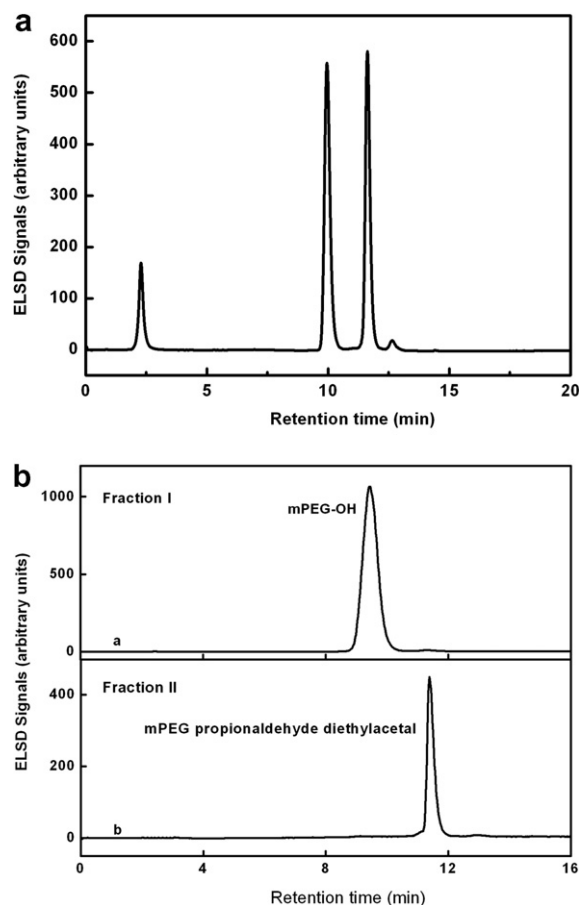 a
ELSD Signals (arbitrary units)
600
500
400
300
200
100
0
0 5 10 15 20
Retention time (min)
b
ELSD Signals (arbitrary units)
Fraction I
mPEG-OH
1000
500
0
a
Fraction II
mPEG propionaldehyde diethylacetal
400
200
0
b
0 4 8 12 16
Retention time (min)